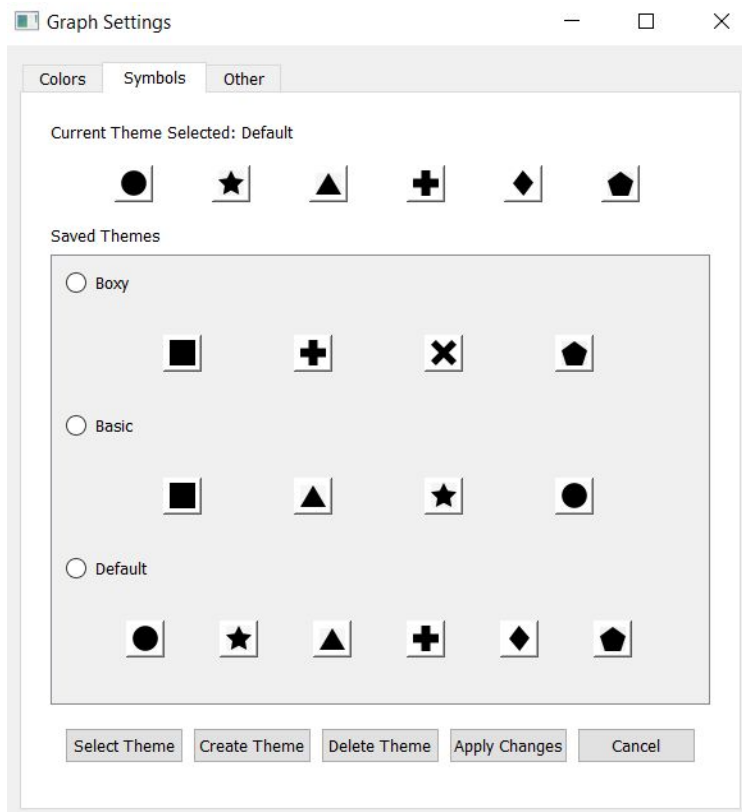 Graph Settings
Colors Symbols Other
Current Theme Selected: Default
Saved Themes
Boxy
Basic
Default
Select Theme Create Theme Delete Theme Apply Changes Cancel